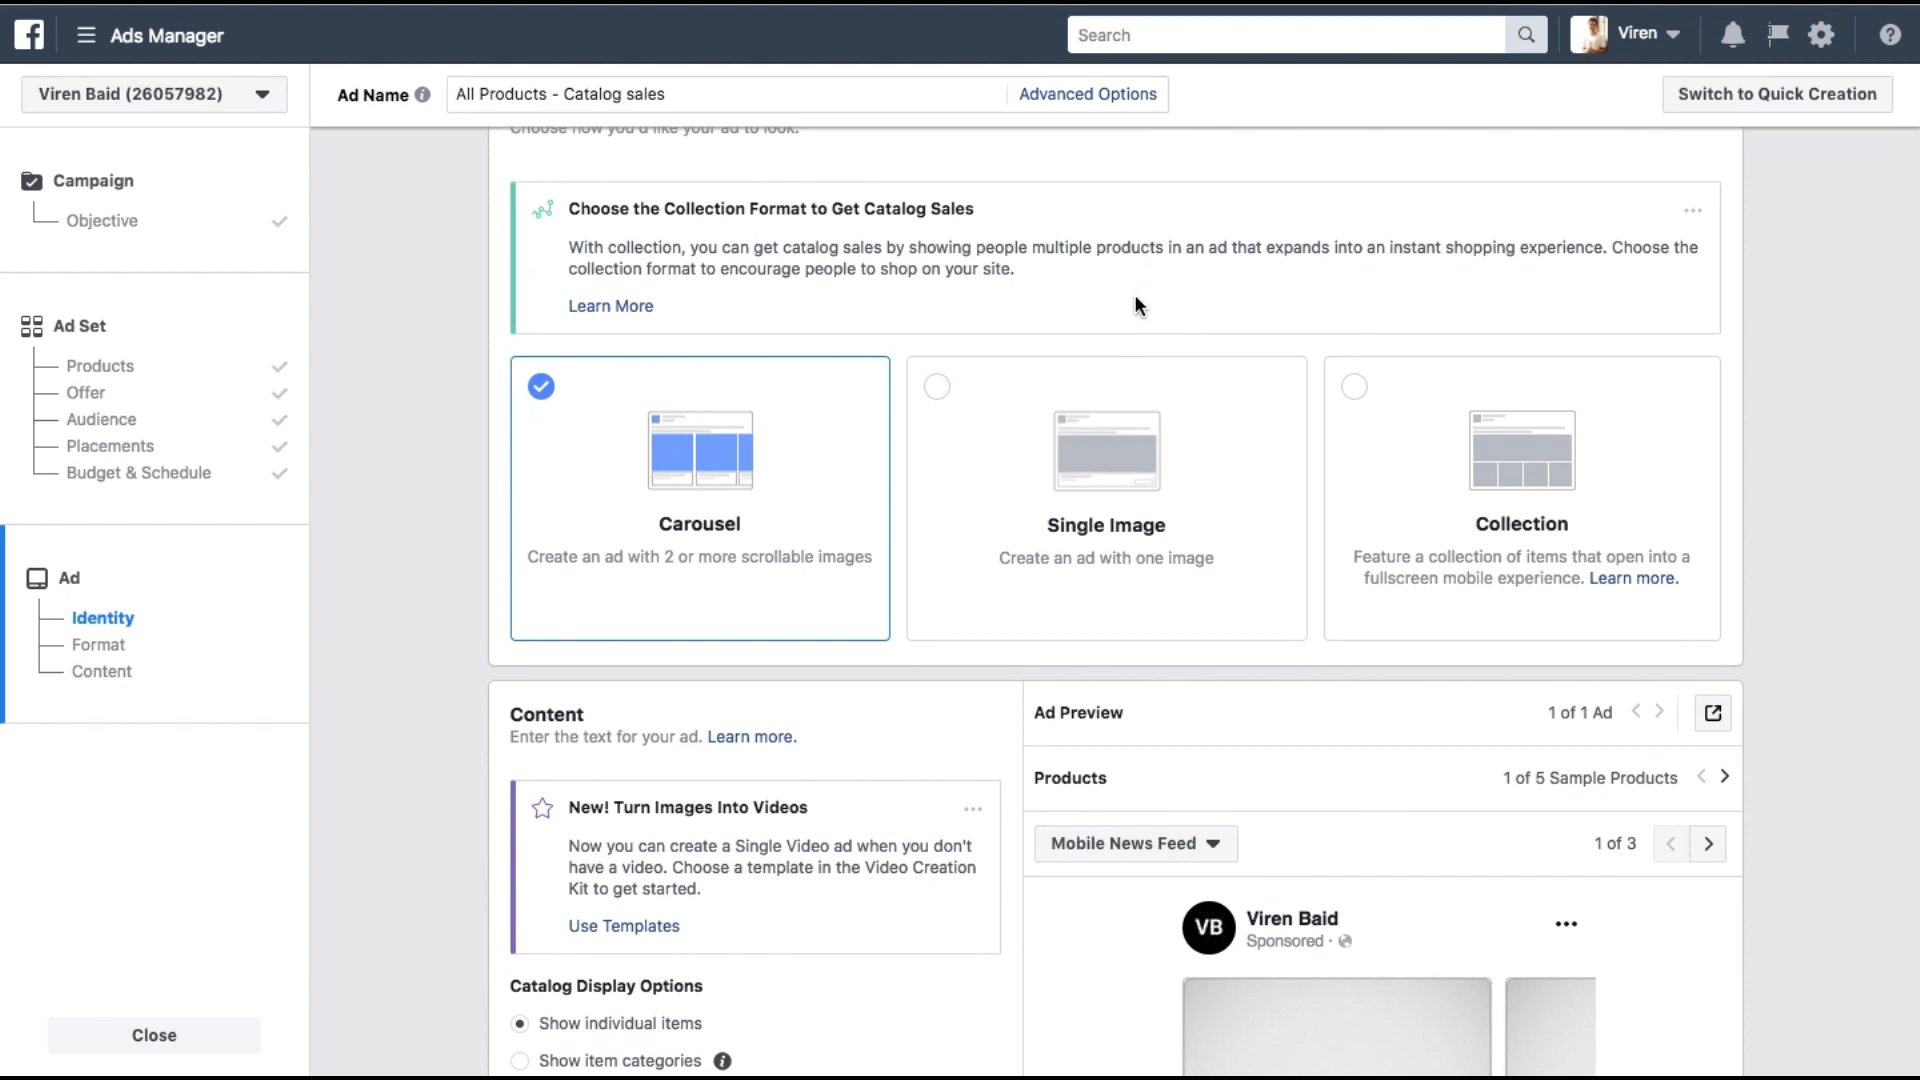 Ads Manager
Search
Viren
Viren Baid (26057982)
Ad Name
All Products - Catalog sales
Advanced Options
Switch to Quick Creation
Campaign
Objective
Ad Set
Products
Offer
Audience
Placements
Budget & Schedule
Ad
Identity
Format
Content
Close
Choose how you'd like your ad to look.
Choose the Collection Format to Get Catalog Sales
With collection, you can get catalog sales by showing people multiple products in an ad that expands into an instant shopping experience. Choose the
collection format to encourage people to shop on your site.
Learn More
Carousel
Create an ad with 2 or more scrollable images
Single Image
Create an ad with one image
Collection
Feature a collection of items that open into a
fullscreen mobile experience. Learn more.
Content
Enter the text for your ad. Learn more.
New! Turn Images Into Videos
Now you can create a Single Video ad when you don't
have a video. Choose a template in the Video Creation
Kit to get started.
Use Templates
Catalog Display Options
Show individual items
Show item categories
Ad Preview
1 of 1 Ad
Products
1 of 5 Sample Products
Mobile News Feed
1 of 3
VB
Viren Baid
Sponsored ·